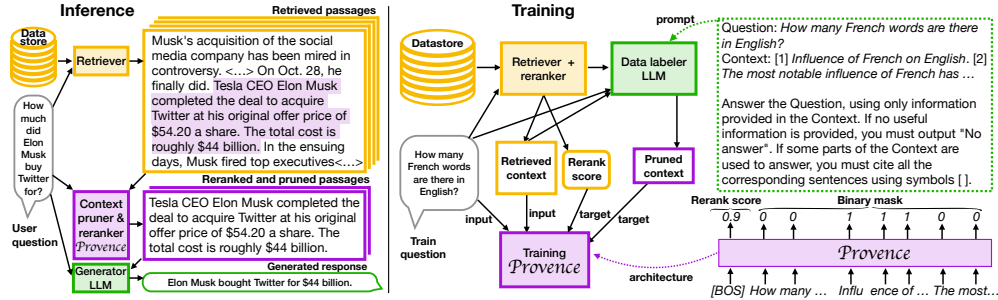 Inference
Data
store
Retriever
Retrieved passages
Musk's acquisition of the social
media company has been mired in
controversy. <...> On Oct. 28, he
finally did. Tesla CEO Elon Musk
completed the deal to acquire
Twitter at his original offer price of
$54.20 a share. The total cost is
roughly $44 billion. In the ensuing
days, Musk fired top executives<...>
How
much
did
Elon
Musk
buy
Twitter
for?
User
question
Reranked and pruned passages
Context
pruner &
reranker
Provence
Tesla CEO Elon Musk completed the
deal to acquire Twitter at his original
offer price of $54.20 a share. The
total cost is roughly $44 billion.
Generator
LLM
Generated response
Elon Musk bought Twitter for $44 billion.
Training
Datastore
Retriever +
reranker
Data labeler
LLM
prompt
How many
French words
are there in
English?
Train
question
Retrieved
context
Rerank
score
Pruned
context
input
input
target
target
Training
Provence
architecture
Question: How many French words are there
in English?
Context: [1] Influence of French on English. [2]
The most notable influence of French has ...
Answer the Question, using only information
provided in the Context. If no useful
information is provided, you must output "No
answer". If some parts of the Context are
used to answer, you must cite all the
corresponding sentences using symbols [ ].
Rerank score
Binary mask
0.9 0 0 1 1 1 0 0
Provence
[BOS] How many ... Influ ence of ... The most...